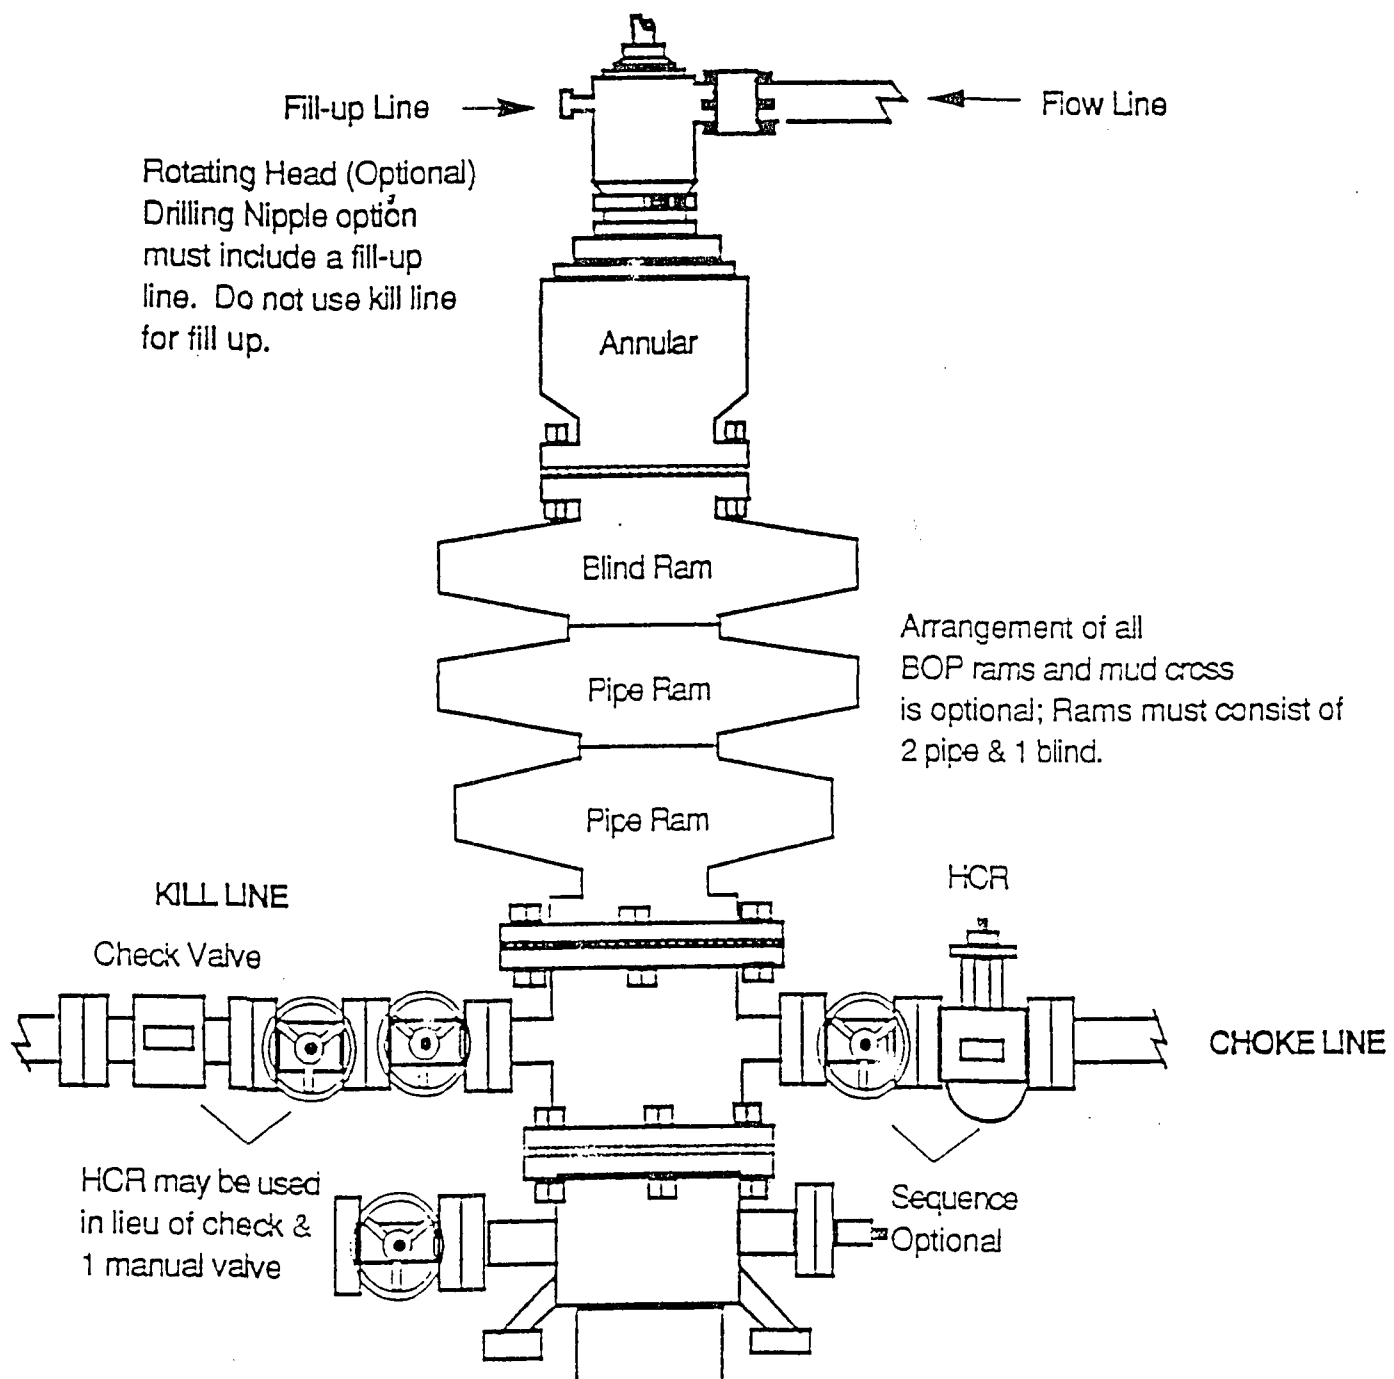 Fill-up Line
Flow Line
Rotating Head (Optional)
Drilling Nipple option
must include a fill-up
line. Do not use kill line
for fill up.
Annular
Blind Ram
Arrangement of all
BOP rams and mud cross
is optional; Rams must consist of
2 pipe & 1 blind.
Pipe Ram
Pipe Ram
HCR
KILL LINE
Check Valve
CHOKE LINE
HCR may be used
in lieu of check &
1 manual valve
Sequence
Optional